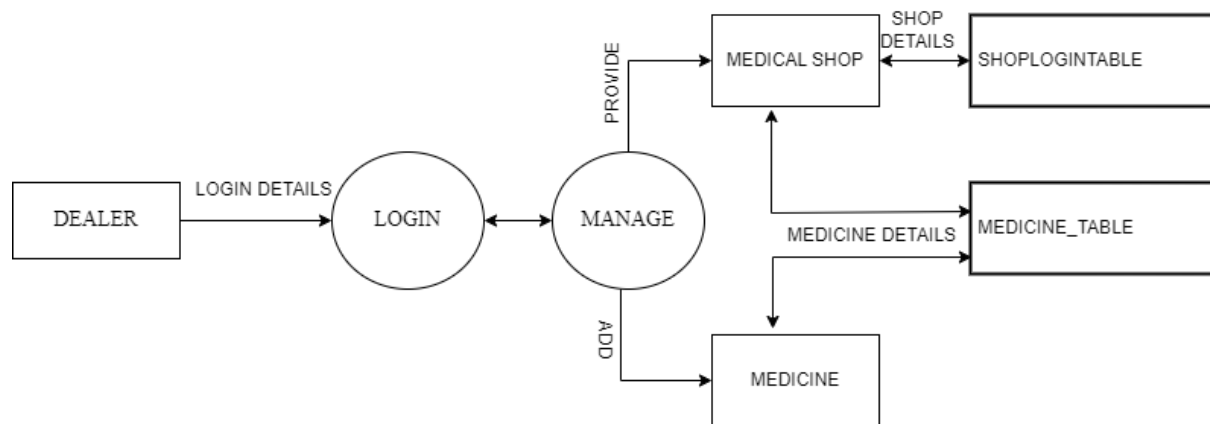 SHOP
DETAILS
PROVIDE
MEDICAL SHOP
SHOPLOGINTABLE
LOGIN DETAILS
DEALER
LOGIN
MANAGE
MEDICINE DETAILS
MEDICINE_TABLE
ADD
MEDICINE